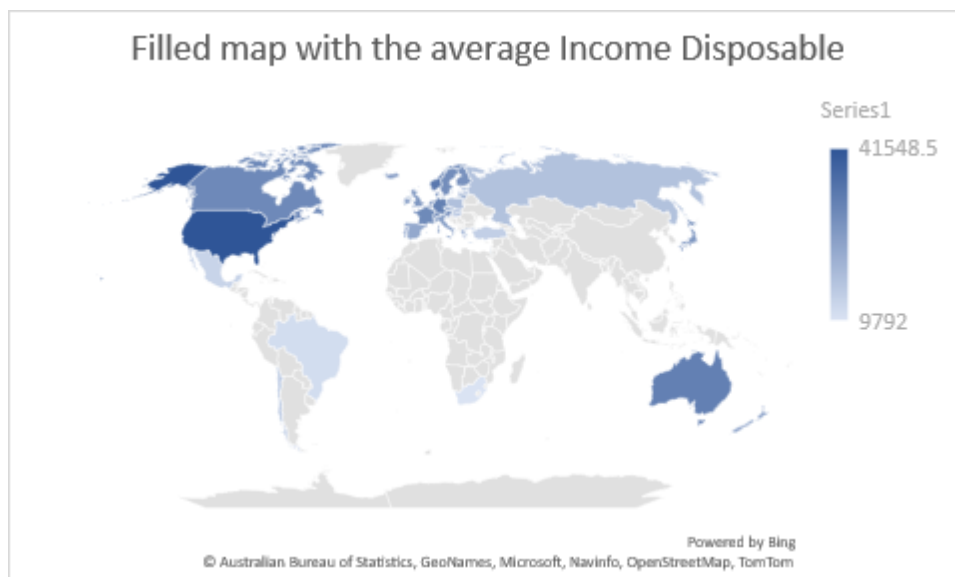 Filled map with the average Income Disposable
Series1
41548.5
9792
Powered by Bing
© Australian Bureau of Statistics, GeoNames, Microsoft, Navinfo, OpenStreetMap, TomTom